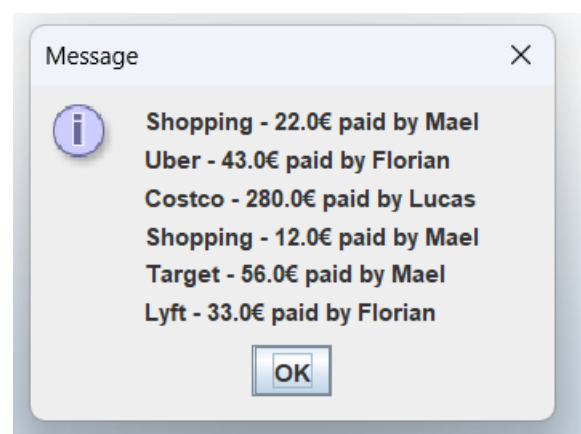 Message
Shopping - 22.0€ paid by Mael
Uber - 43.0€ paid by Florian
Costco - 280.0€ paid by Lucas
Shopping - 12.0€ paid by Mael
Target - 56.0€ paid by Mael
Lyft - 33.0€ paid by Florian
OK